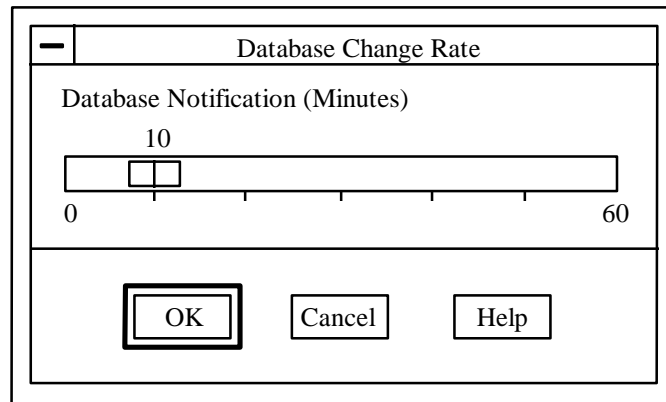 Database Change Rate
Database Notification (Minutes)
10
0 60
OK Cancel Help